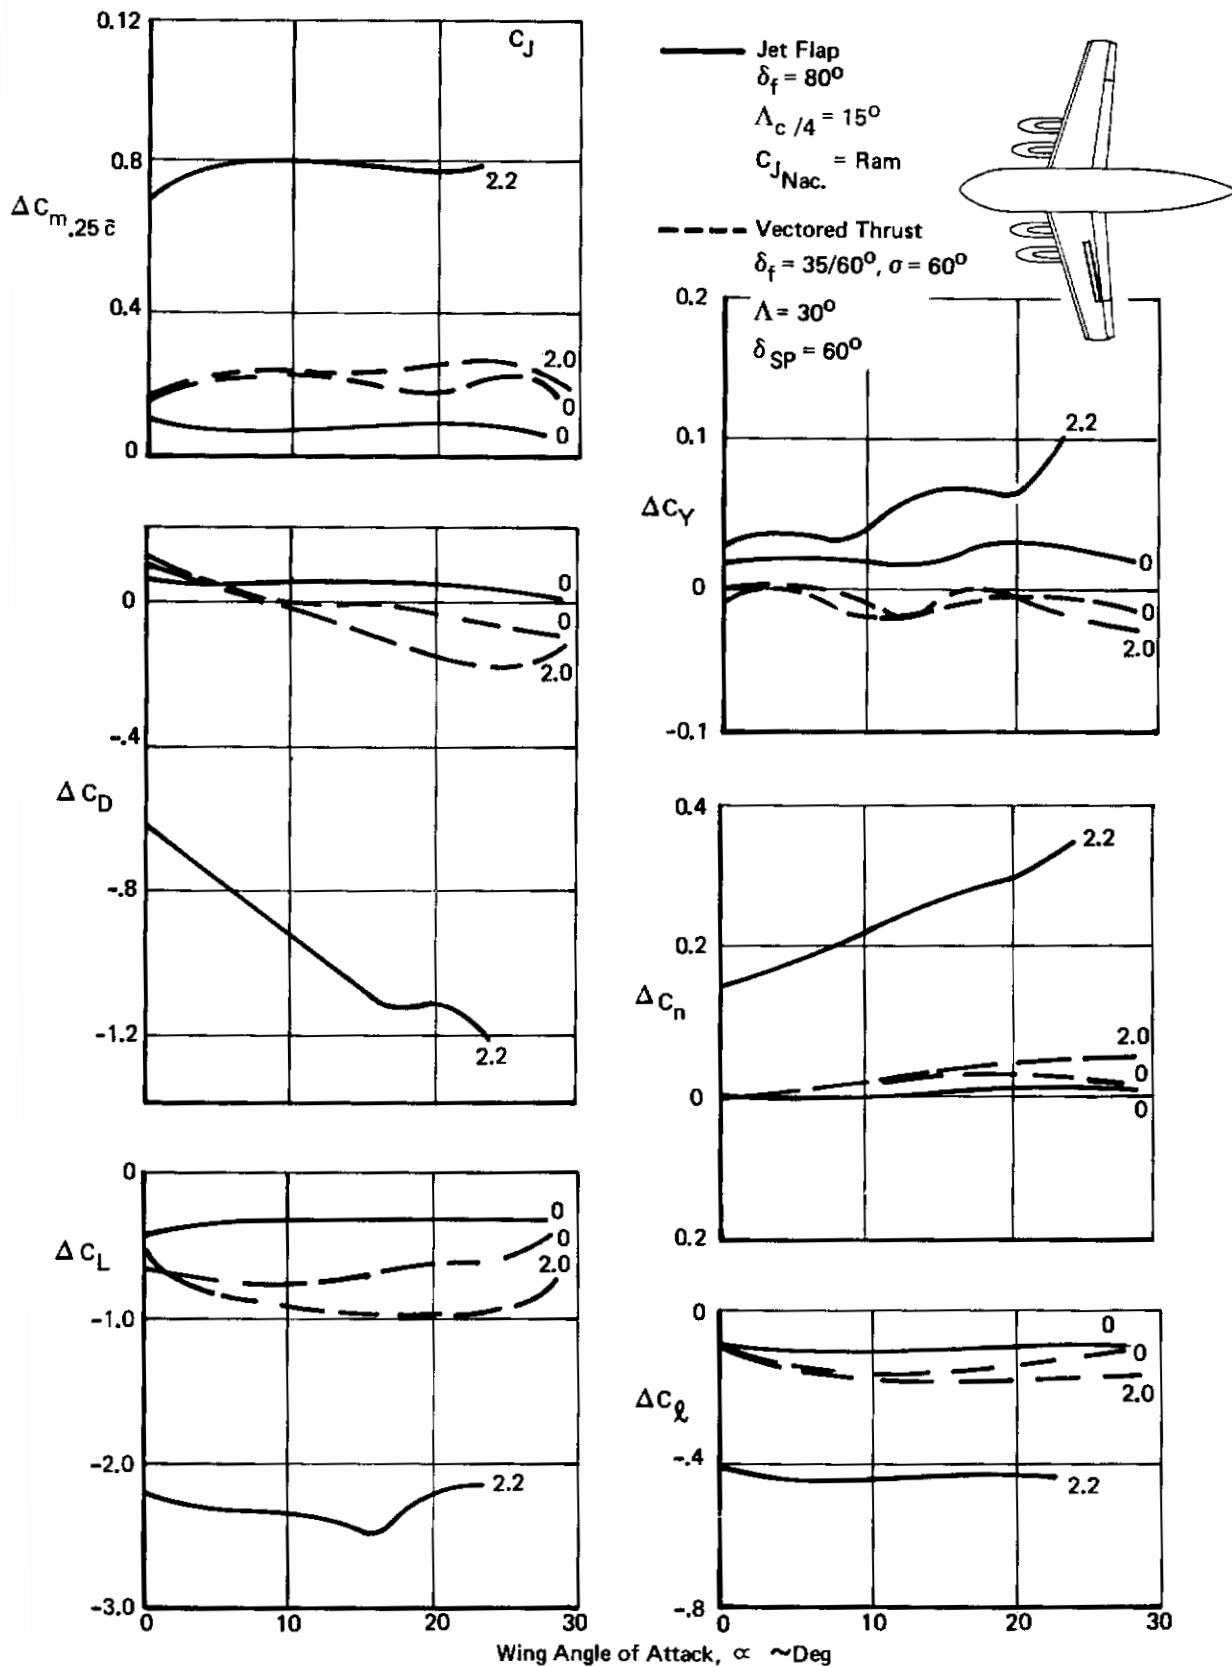 0.12
C_J
ΔC_m.25 c̄
0.8
2.2
0.4
2.0
0
0
0
Jet Flap
δ_f = 80°
Λ_c/4 = 15°
C_J_Nac. = Ram
Vectored Thrust
δ_f = 35/60°, σ = 60°
Λ = 30°
δ_SP = 60°
0
0
0
2.0
-.4
ΔC_D
-.8
-1.2
2.2
0.2
0.1
2.2
ΔC_Y
0
0
0
2.0
-0.1
0.4
2.2
0.2
ΔC_n
2.0
0
0
0
0.2
0
0
0
ΔC_L
2.0
-1.0
-2.0
2.2
-3.0
0 10 20 30
0
0
0
ΔC_ℓ
2.0
-.4
2.2
-.8
0 10 20 30
Wing Angle of Attack, ∝ ~Deg